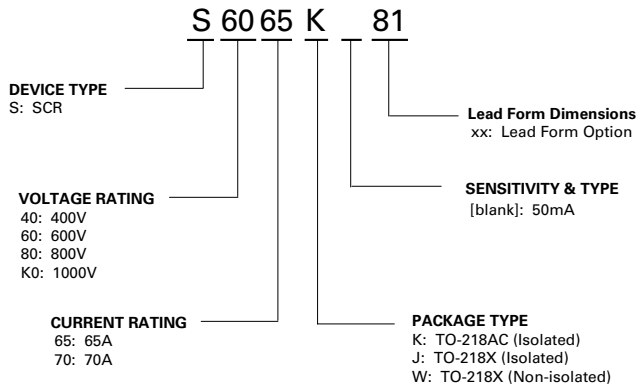 S 60 65 K _ 81
DEVICE TYPE
S: SCR
Lead Form Dimensions
xx: Lead Form Option
VOLTAGE RATING
40: 400V
60: 600V
80: 800V
K0: 1000V
SENSITIVITY & TYPE
[blank]: 50mA
CURRENT RATING
65: 65A
70: 70A
PACKAGE TYPE
K: TO-218AC (Isolated)
J: TO-218X (Isolated)
W: TO-218X (Non-isolated)